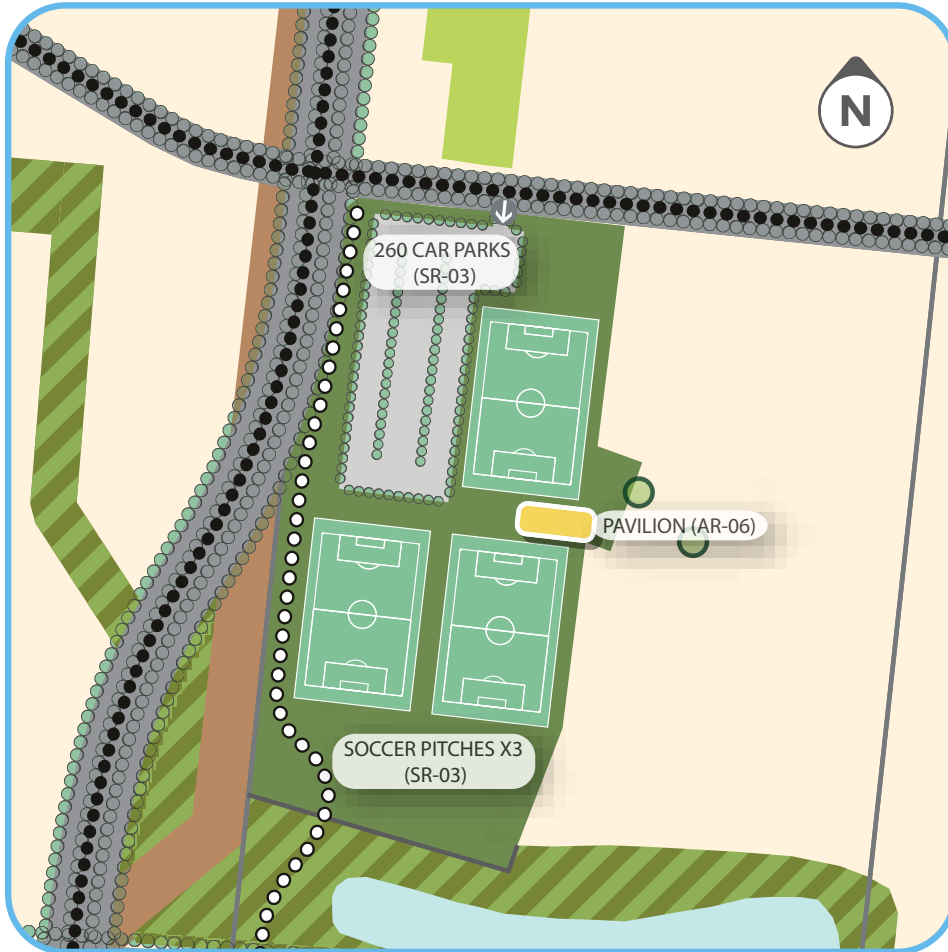 N
260 CAR PARKS
(SR-03)
PAVILION (AR-06)
SOCCER PITCHES X3
(SR-03)